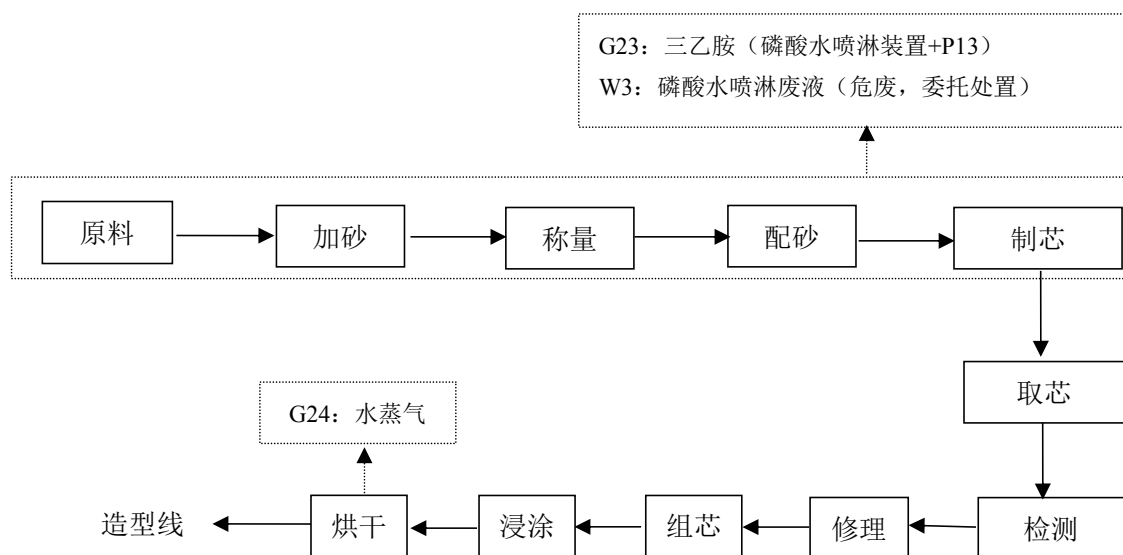 G23：三乙胺（磷酸水喷淋装置+P13）
W3：磷酸水喷淋废液（危废，委托处置）
原料
加砂
称量
配砂
制芯
取芯
G24：水蒸气
造型线
烘干
浸涂
组芯
修理
检测